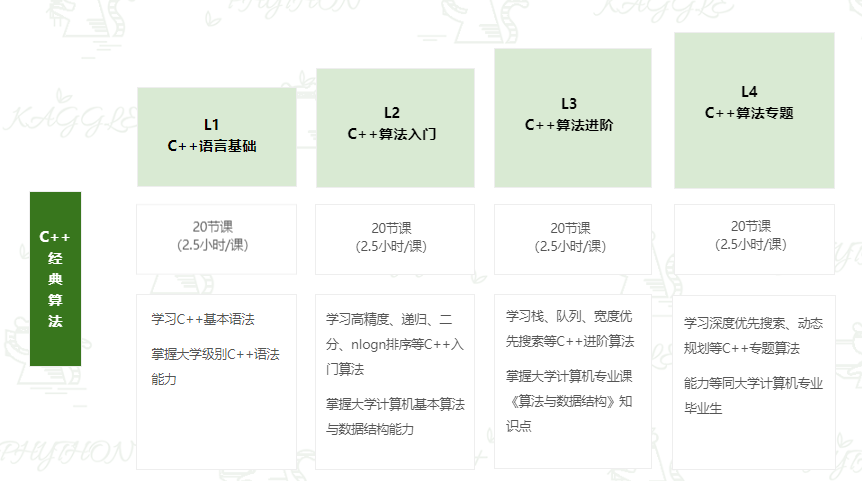 PHYTHON
KAGGLE
KAGGLE
L1
C++语言基础
L2
C++算法入门
L3
C++算法进阶
L4
C++算法专题
C++
经
典
算
法
20节课
(2.5小时/课)
20节课
(2.5小时/课)
20节课
(2.5小时/课)
20节课
(2.5小时/课)
学习C++基本语法
掌握大学级别C++语法
能力
学习高精度、递归、二
分、nlogn排序等C++入
门算法
掌握大学计算机基本算法
与数据结构能力
学习栈、队列、宽度优
先搜索等C++进阶算法
掌握大学计算机专业课
《算法与数据结构》知
识点
学习深度优先搜索、动态
规划等C++专题算法
能力等同大学计算机专业
毕业生
PHYTHON